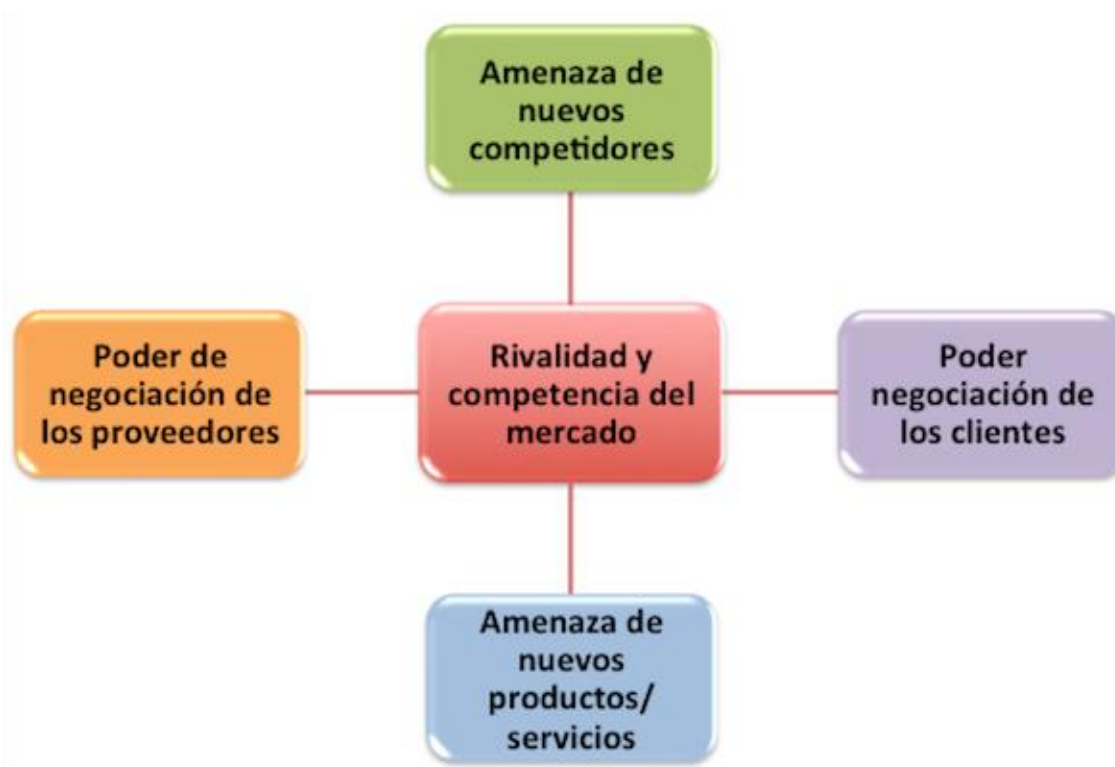 Amenaza de
nuevos
competidores
Poder de
negociación de
los proveedores
Rivalidad y
competencia del
mercado
Poder
negociación de
los clientes
Amenaza de
nuevos
productos/
servicios